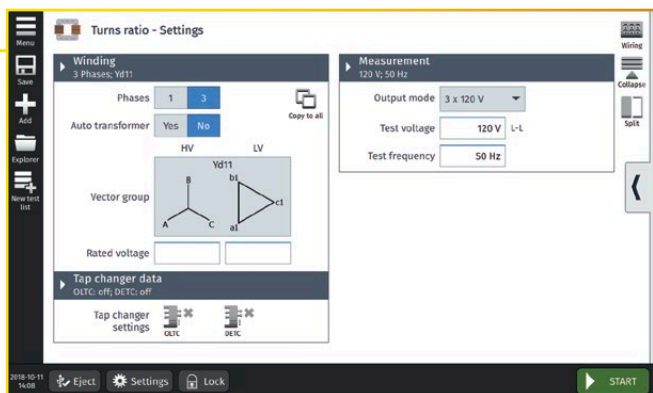 Menu
Turns ratio - Settings
Wiring
Save
Winding
3 Phases; Yd11
Measurement
120 V; 50 Hz
Collapse
Phases 1 3
Copy to all
Output mode 3 x 120 V
Add
Auto transformer Yes No
Test voltage 120 V L-L
Split
HV LV
Test frequency 50 Hz
Explorer
Yd11
B b1
New test
list
Vector group
c1
A C a1
Rated voltage
Tap changer data
OLTC: off; DETC: off
Tap changer
settings
OLTC DETC
2018-10-11
14:08
Eject Settings Lock START